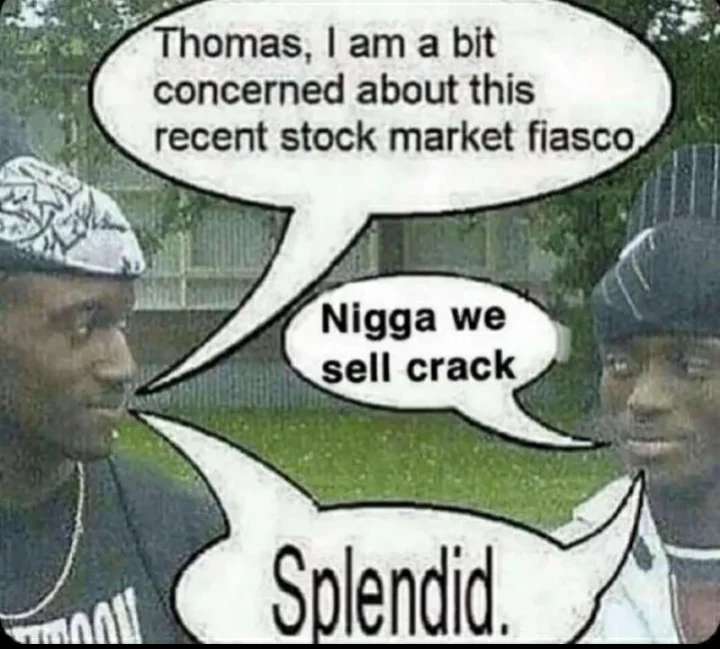 Thomas, I am a bit
concerned about this
recent stock market fiasco.
Nigga we
sell crack
Splendid.